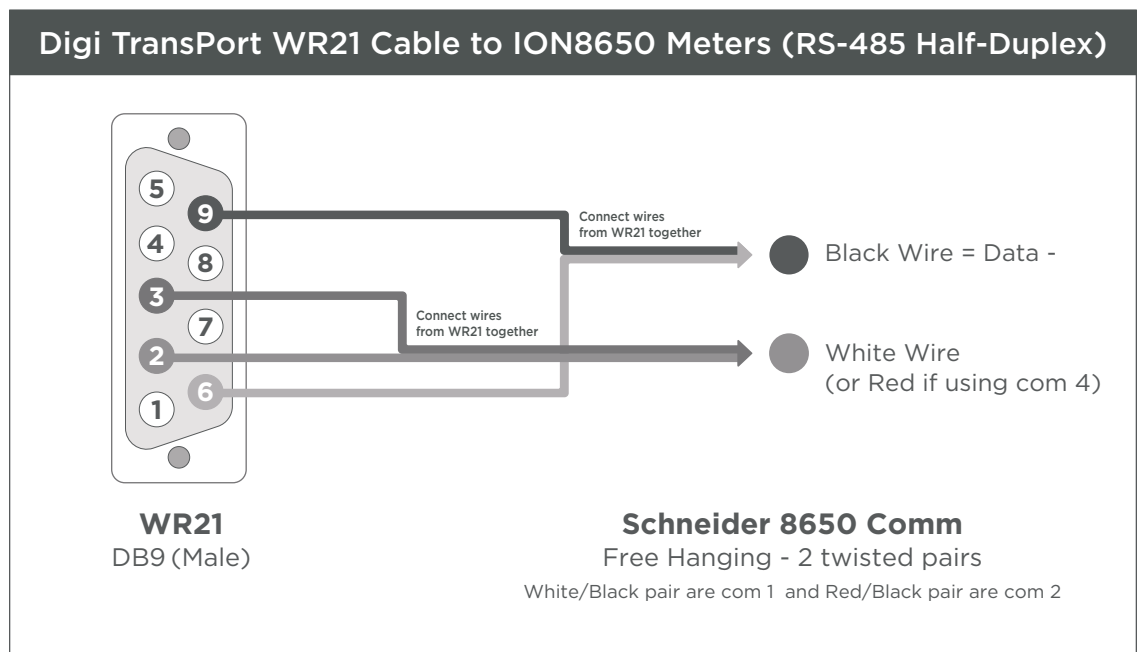 Digi TransPort WR21 Cable to ION8650 Meters (RS-485 Half-Duplex)
5
9
4
8
3
7
2
6
1
Connect wires
from WR21 together
Connect wires
from WR21 together
Black Wire = Data -
White Wire
(or Red if using com 4)
WR21
DB9 (Male)
Schneider 8650 Comm
Free Hanging - 2 twisted pairs
White/Black pair are com 1 and Red/Black pair are com 2